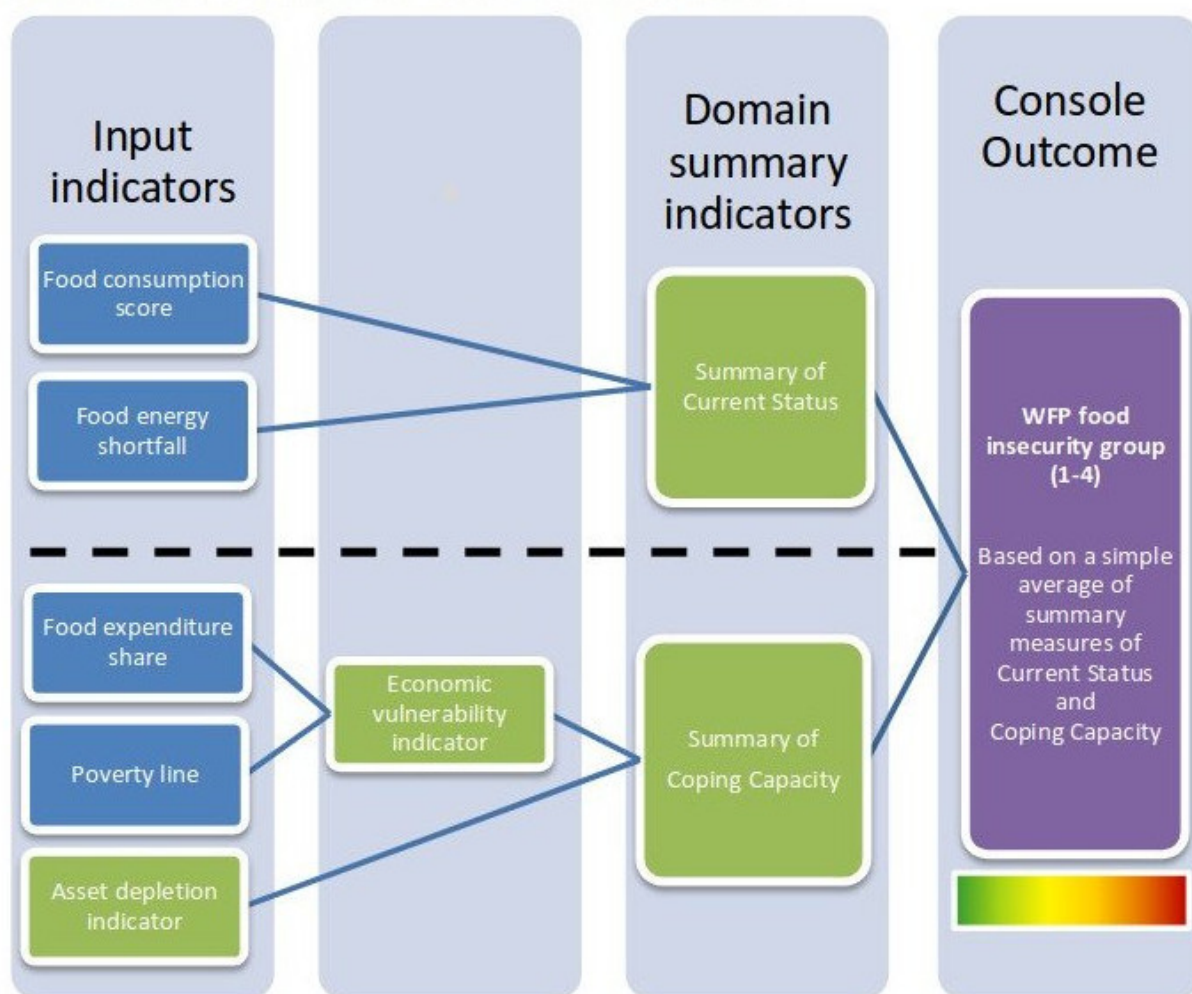 Input
indicators
Food consumption
score
Food energy
shortfall
Food expenditure
share
Poverty line
Asset depletion
indicator
Economic
vulnerability
indicator
Domain
summary
indicators
Summary of
Current Status
Summary of
Coping Capacity
Console
Outcome
WFP food
insecurity group
(1-4)
Based on a simple
average of
summary
measures of
Current Status
and
Coping Capacity